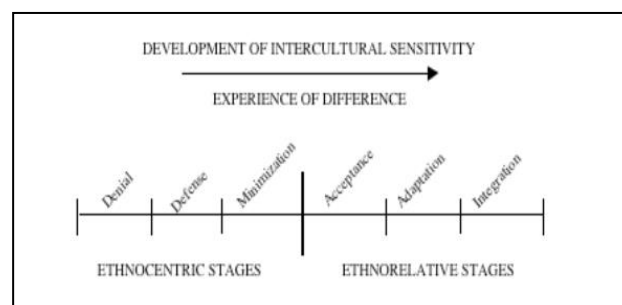 DEVELOPMENT OF INTERCULTURAL SENSITIVITY
EXPERIENCE OF DIFFERENCE
Denial
Defense
Minimization
Acceptance
Adaptation
Integration
ETHNOCENTRIC STAGES
ETHNORELATIVE STAGES